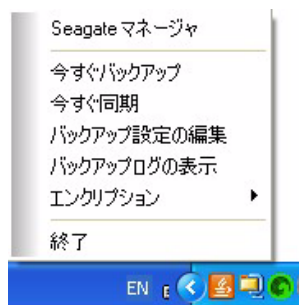 Seagate マネージャ
今すぐバックアップ
今すぐ同期
バックアップ設定の編集
バックアップログの表示
エンクリプション
終了
EN